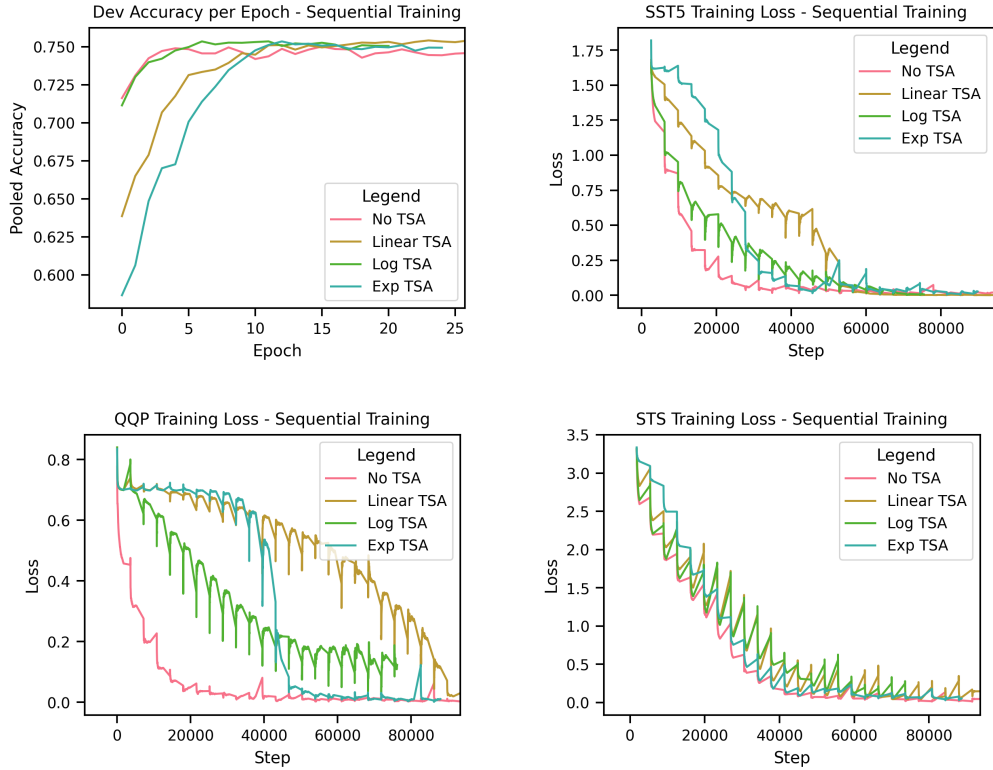 Dev Accuracy per Epoch - Sequential Training
Pooled Accuracy
0.750
0.725
0.700
0.675
0.650
0.625
0.600
Legend
No TSA
Linear TSA
Log TSA
Exp TSA
0 5 10 15 20 25
Epoch
SST5 Training Loss - Sequential Training
Loss
1.75
1.50
1.25
1.00
0.75
0.50
0.25
0.00
Legend
No TSA
Linear TSA
Log TSA
Exp TSA
0 20000 40000 60000 80000
Step
QQP Training Loss - Sequential Training
Loss
0.8
0.6
0.4
0.2
0.0
Legend
No TSA
Linear TSA
Log TSA
Exp TSA
0 20000 40000 60000 80000
Step
STS Training Loss - Sequential Training
Loss
3.5
3.0
2.5
2.0
1.5
1.0
0.5
0.0
Legend
No TSA
Linear TSA
Log TSA
Exp TSA
0 20000 40000 60000 80000
Step